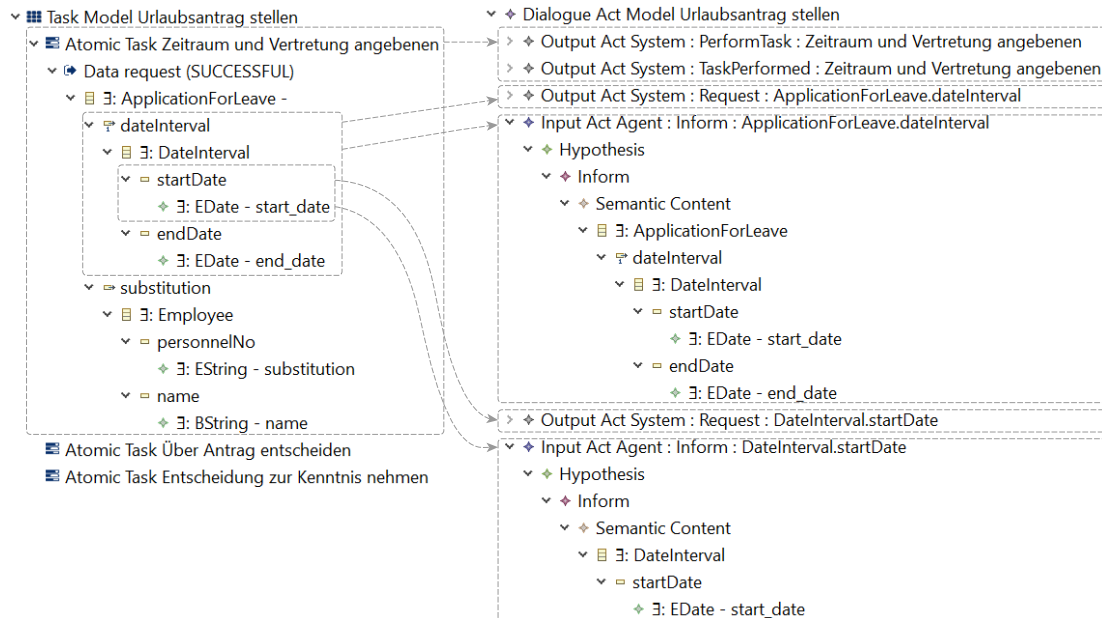 Task Model Urlaubsantrag stellen
Atomic Task Zeitraum und Vertretung angebenen
Data request (SUCCESSFUL)
∃: ApplicationForLeave -
dateInterval
∃: DateInterval
startDate
∃: EDate - start_date
endDate
∃: EDate - end_date
substitution
∃: Employee
personnelNo
∃: EString - substitution
name
∃: BString - name
Atomic Task Über Antrag entscheiden
Atomic Task Entscheidung zur Kenntnis nehmen
Dialogue Act Model Urlaubsantrag stellen
Output Act System : PerformTask : Zeitraum und Vertretung angebenen
Output Act System : TaskPerformed : Zeitraum und Vertretung angebenen
Output Act System : Request : ApplicationForLeave.dateInterval
Input Act Agent : Inform : ApplicationForLeave.dateInterval
Hypothesis
Inform
Semantic Content
∃: ApplicationForLeave
dateInterval
∃: DateInterval
startDate
∃: EDate - start_date
endDate
∃: EDate - end_date
Output Act System : Request : DateInterval.startDate
Input Act Agent : Inform : DateInterval.startDate
Hypothesis
Inform
Semantic Content
∃: DateInterval
startDate
∃: EDate - start_date